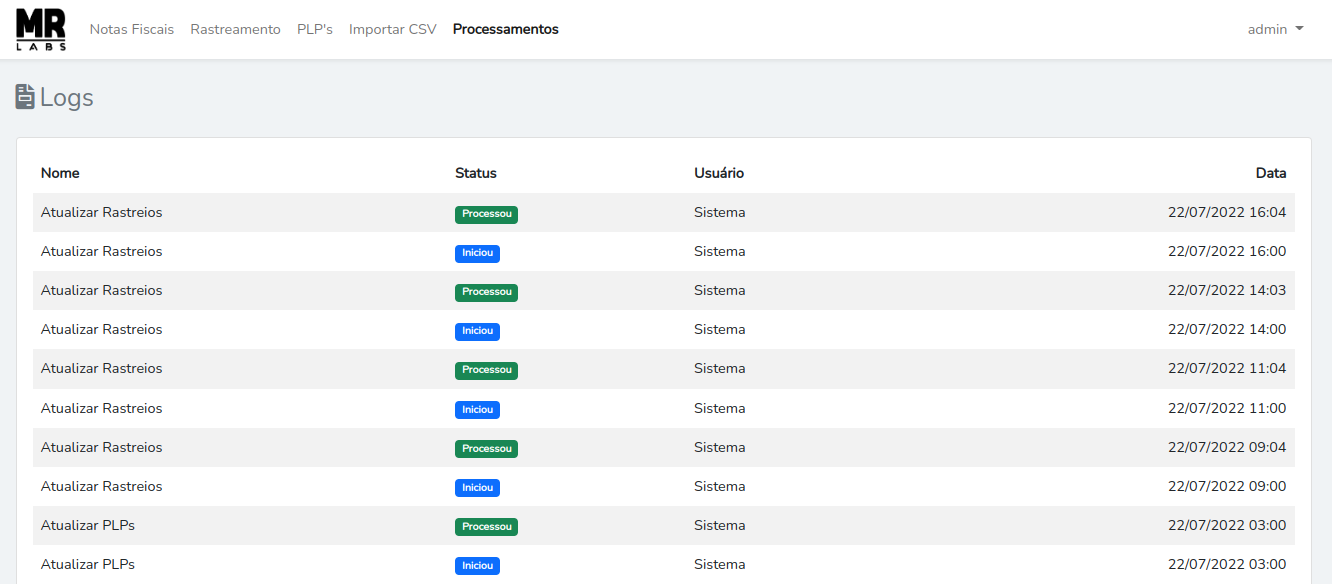 MR
LABS
Notas Fiscais Rastreamento PLP's Importar CSV Processamentos admin
Logs
Nome Status Usuário Data
Atualizar Rastreios Processou Sistema 22/07/2022 16:04
Atualizar Rastreios Iniciou Sistema 22/07/2022 16:00
Atualizar Rastreios Processou Sistema 22/07/2022 14:03
Atualizar Rastreios Iniciou Sistema 22/07/2022 14:00
Atualizar Rastreios Processou Sistema 22/07/2022 11:04
Atualizar Rastreios Iniciou Sistema 22/07/2022 11:00
Atualizar Rastreios Processou Sistema 22/07/2022 09:04
Atualizar Rastreios Iniciou Sistema 22/07/2022 09:00
Atualizar PLPs Processou Sistema 22/07/2022 03:00
Atualizar PLPs Iniciou Sistema 22/07/2022 03:00